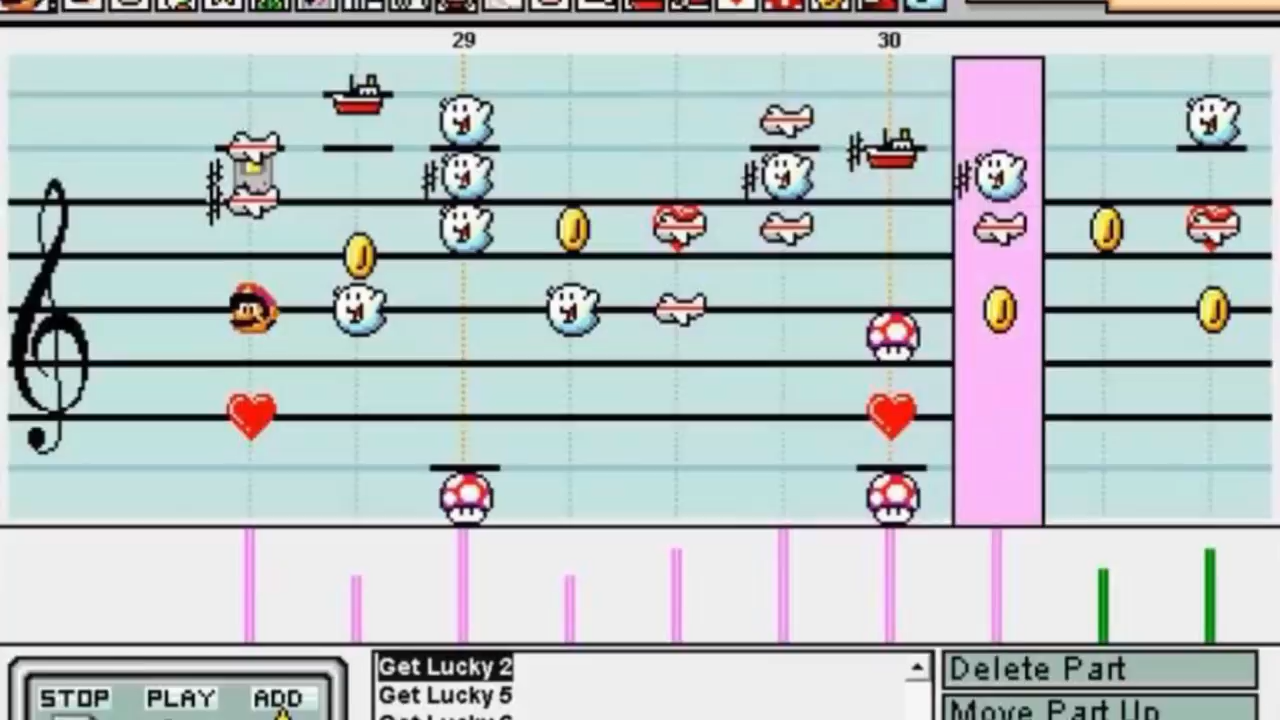 29
30
STOP PLAY ADD
Get Lucky 2
Get Lucky 5
Delete Part
Move Part Up